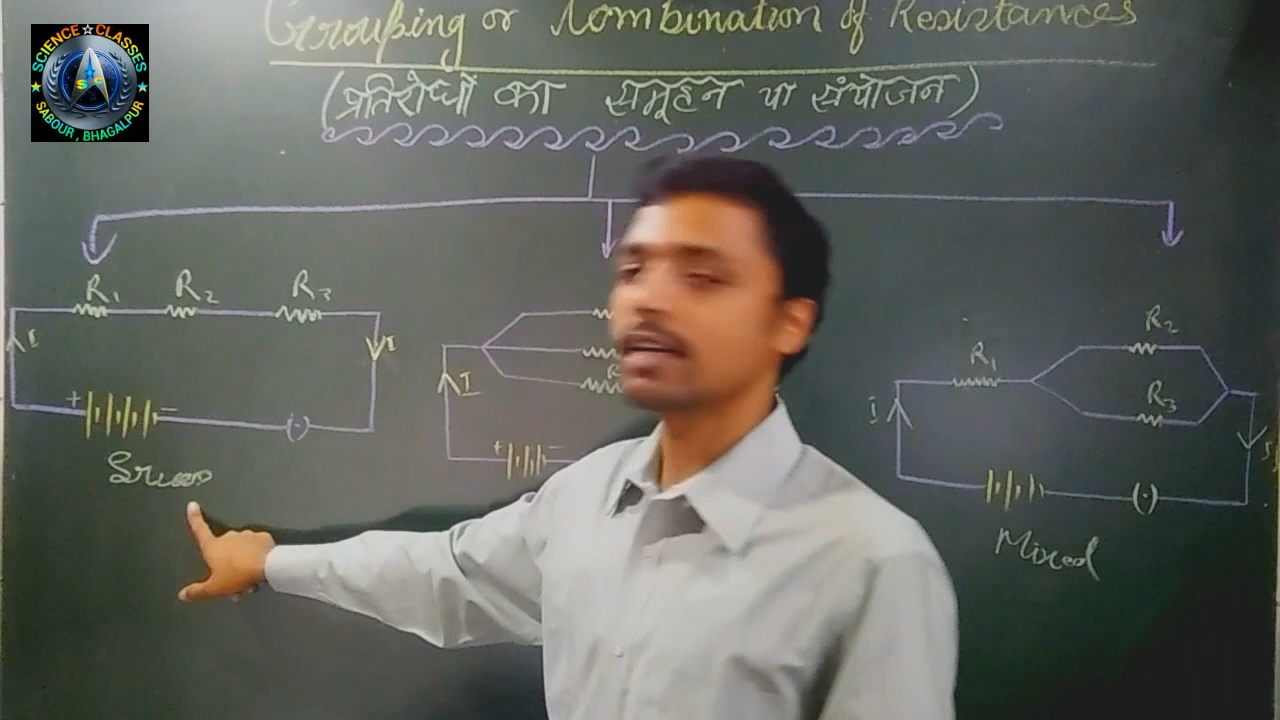 SCIENCE☆CLASSES
SABOUR, BHAGALPUR
Grouping or Combination of Resistances
(प्रतिरोधों का समूहन या संयोजन)
R1 R2 R3
I I
+ -
Series
I
+ -
R1 R2
R3
I
Mixed